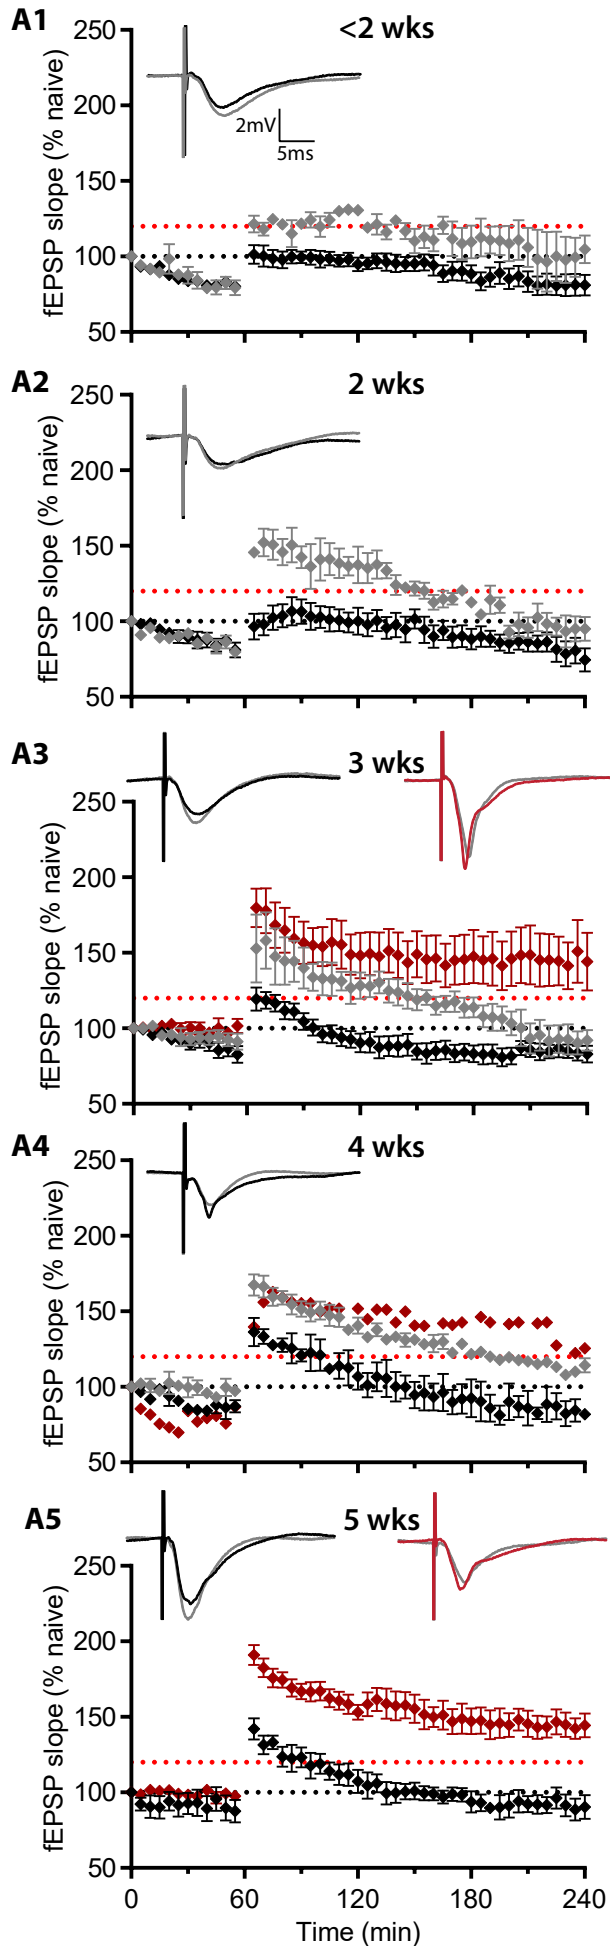 A1 <2 wks
250
200
150
100
50
fEPSP slope (% naive)
2mV
5ms
A2 2 wks
250
200
150
100
50
fEPSP slope (% naive)
A3 3 wks
250
200
150
100
50
fEPSP slope (% naive)
A4 4 wks
250
200
150
100
50
fEPSP slope (% naive)
A5 5 wks
250
200
150
100
50
fEPSP slope (% naive)
0 60 120 180 240
Time (min)